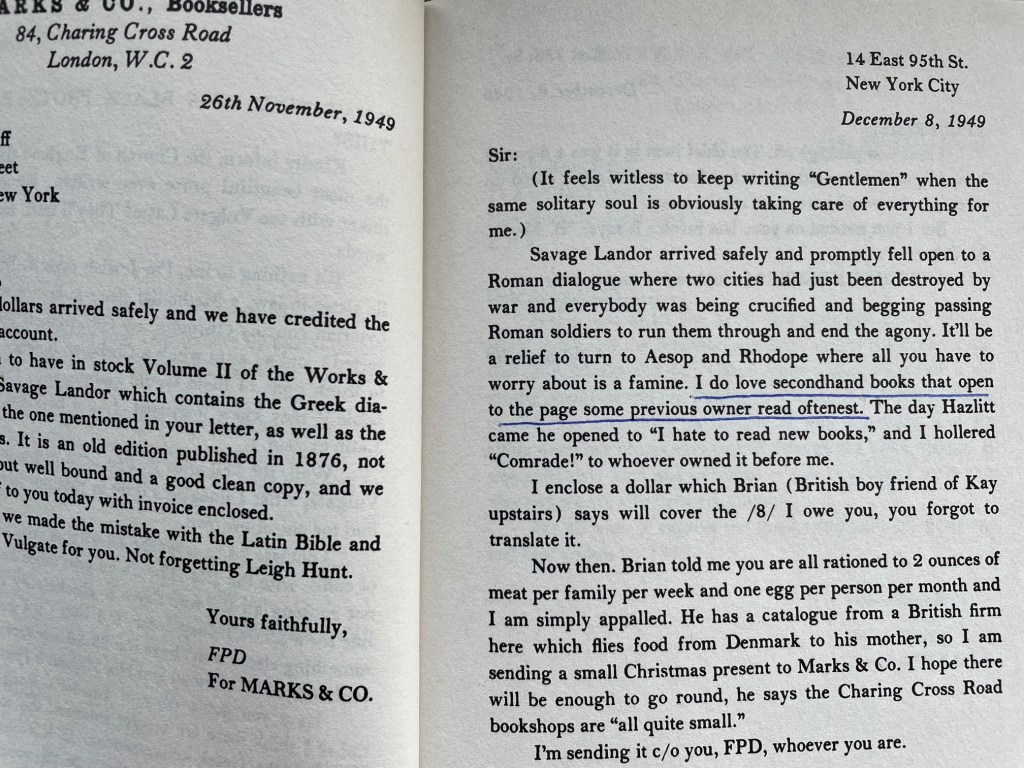 MARKS & CO., Booksellers
84, Charing Cross Road
London, W.C. 2
26th November, 1949
ff
eet
ew York
ollars arrived safely and we have credited the
account.
to have in stock Volume II of the Works &
Savage Landor which contains the Greek dia-
the one mentioned in your letter, as well as the
s. It is an old edition published in 1876, not
out well bound and a good clean copy, and we
to you today with invoice enclosed.
we made the mistake with the Latin Bible and
Vulgate for you. Not forgetting Leigh Hunt.
Yours faithfully,
FPD
For MARKS & CO.
14 East 95th St.
New York City
December 8, 1949
Sir:
(It feels witless to keep writing “Gentlemen” when the
same solitary soul is obviously taking care of everything for
me.)
Savage Landor arrived safely and promptly fell open to a
Roman dialogue where two cities had just been destroyed by
war and everybody was being crucified and begging passing
Roman soldiers to run them through and end the agony. It’ll be
a relief to turn to Aesop and Rhodope where all you have to
worry about is a famine. I do love secondhand books that open
to the page some previous owner read oftenest. The day Hazlitt
came he opened to “I hate to read new books,” and I hollered
“Comrade!” to whoever owned it before me.
I enclose a dollar which Brian (British boy friend of Kay
upstairs) says will cover the /8/ I owe you, you forgot to
translate it.
Now then. Brian told me you are all rationed to 2 ounces of
meat per family per week and one egg per person per month and
I am simply appalled. He has a catalogue from a British firm
here which flies food from Denmark to his mother, so I am
sending a small Christmas present to Marks & Co. I hope there
will be enough to go round, he says the Charing Cross Road
bookshops are “all quite small.”
I’m sending it c/o you, FPD, whoever you are.